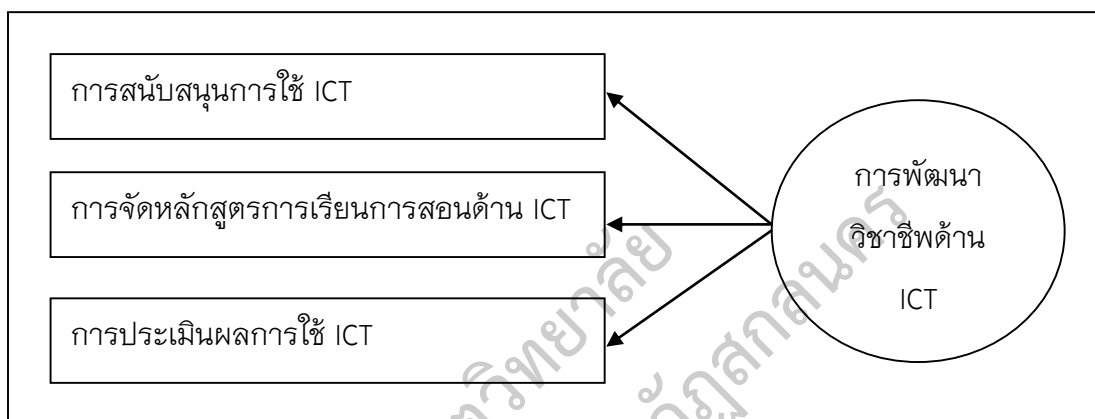 การสนับสนุนการใช้ ICT
การจัดหลักสูตรการเรียนการสอนด้าน ICT
การประเมินผลการใช้ ICT
การพัฒนา
วิชาชีพด้าน
ICT